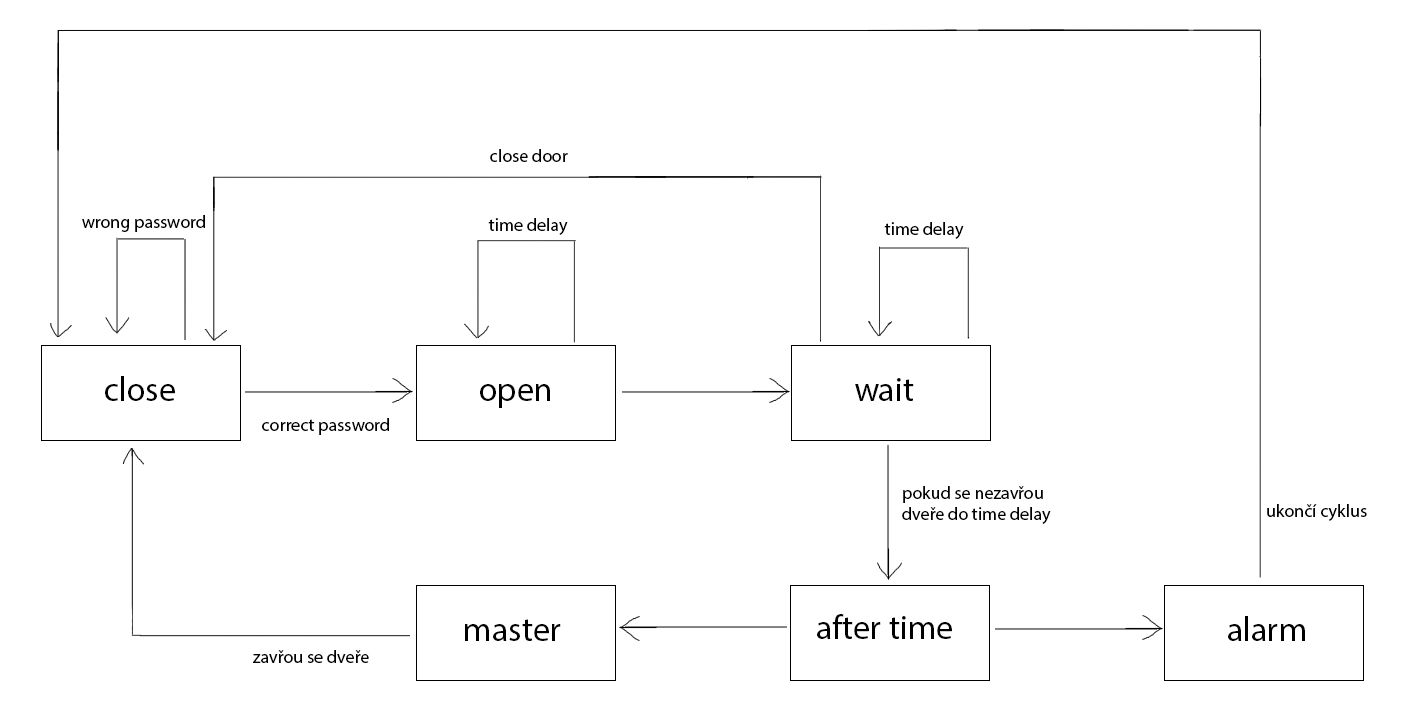 close door
wrong password
time delay
time delay
close
open
wait
correct password
pokud se nezavřou
dveře do time delay
ukončí cyklus
master
after time
alarm
zavřou se dveře